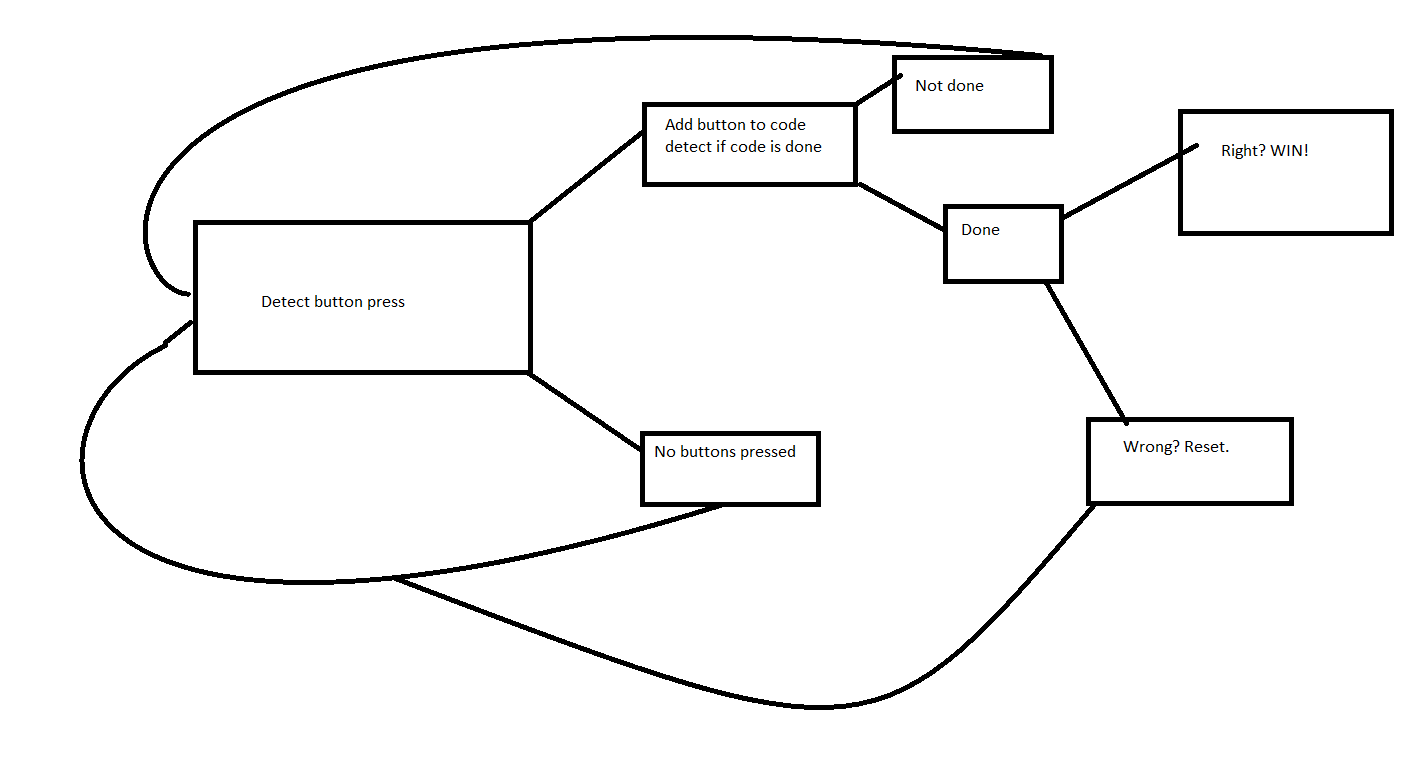 Not done
Add button to code
detect if code is done
Right? WIN!
Done
Detect button press
No buttons pressed
Wrong? Reset.